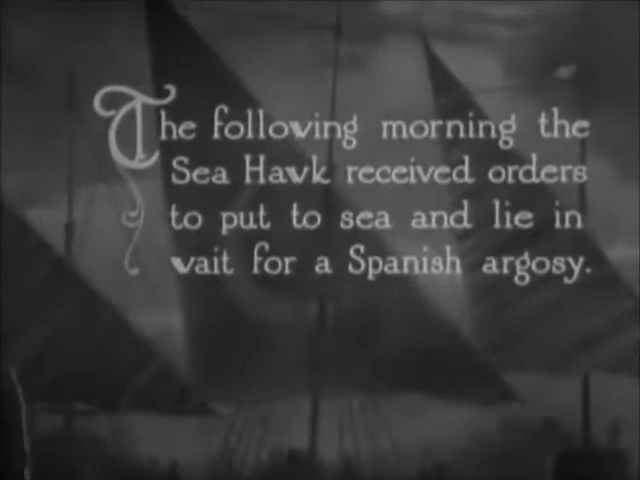 The following morning the
Sea Hawk received orders
to put to sea and lie in
wait for a Spanish argosy.